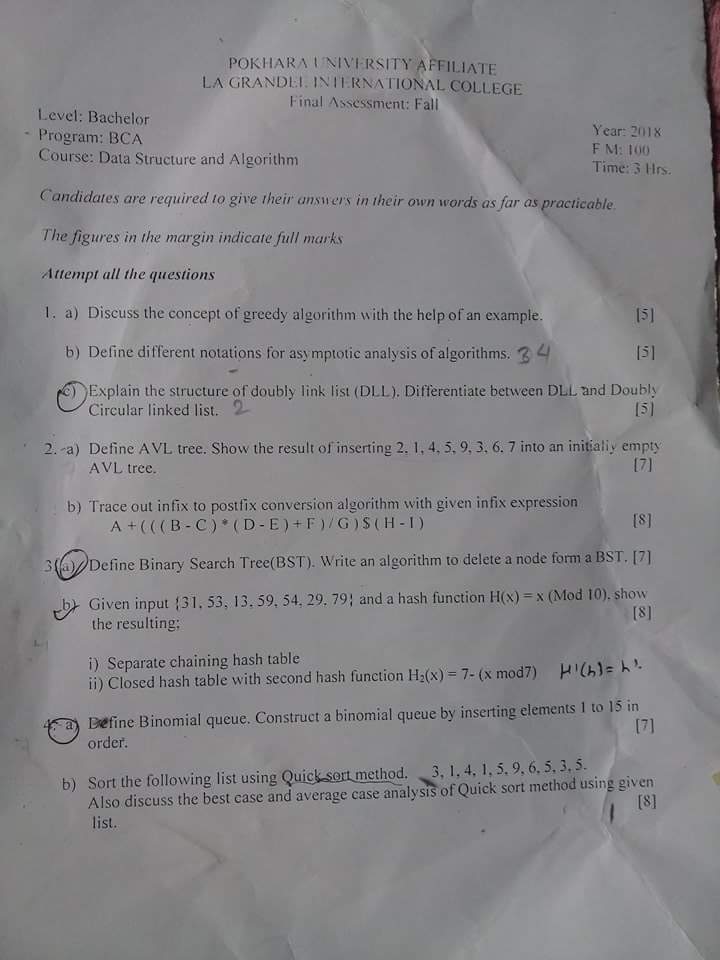 POKHARA UNIVERSITY AFFILIATE
LA GRANDEE INTERNATIONAL COLLEGE
Final Assessment: Fall
Level: Bachelor
Program: BCA
Course: Data Structure and Algorithm
Year: 2018
F M: 100
Time: 3 Hrs.
Candidates are required to give their answers in their own words as far as practicable.
The figures in the margin indicate full marks
Attempt all the questions
1. a) Discuss the concept of greedy algorithm with the help of an example. [5]
b) Define different notations for asymptotic analysis of algorithms. 34 [5]
c) Explain the structure of doubly link list (DLL). Differentiate between DLL and Doubly
Circular linked list. 2 [5]
2. a) Define AVL tree. Show the result of inserting 2, 1, 4, 5, 9, 3, 6, 7 into an initially empty
AVL tree. [7]
b) Trace out infix to postfix conversion algorithm with given infix expression
A + ( ( ( B - C ) * ( D - E ) + F ) / G ) $ ( H - I ) [8]
3 a) Define Binary Search Tree(BST). Write an algorithm to delete a node form a BST. [7]
b) Given input {31, 53, 13, 59, 54, 29, 79} and a hash function H(x) = x (Mod 10), show
the resulting; [8]
i) Separate chaining hash table
ii) Closed hash table with second hash function H₂(x) = 7- (x mod7)
4. a) Define Binomial queue. Construct a binomial queue by inserting elements 1 to 15 in
order. [7]
b) Sort the following list using Quick sort method. 3, 1, 4, 1, 5, 9, 6, 5, 3, 5.
Also discuss the best case and average case analysis of Quick sort method using given
list. [8]